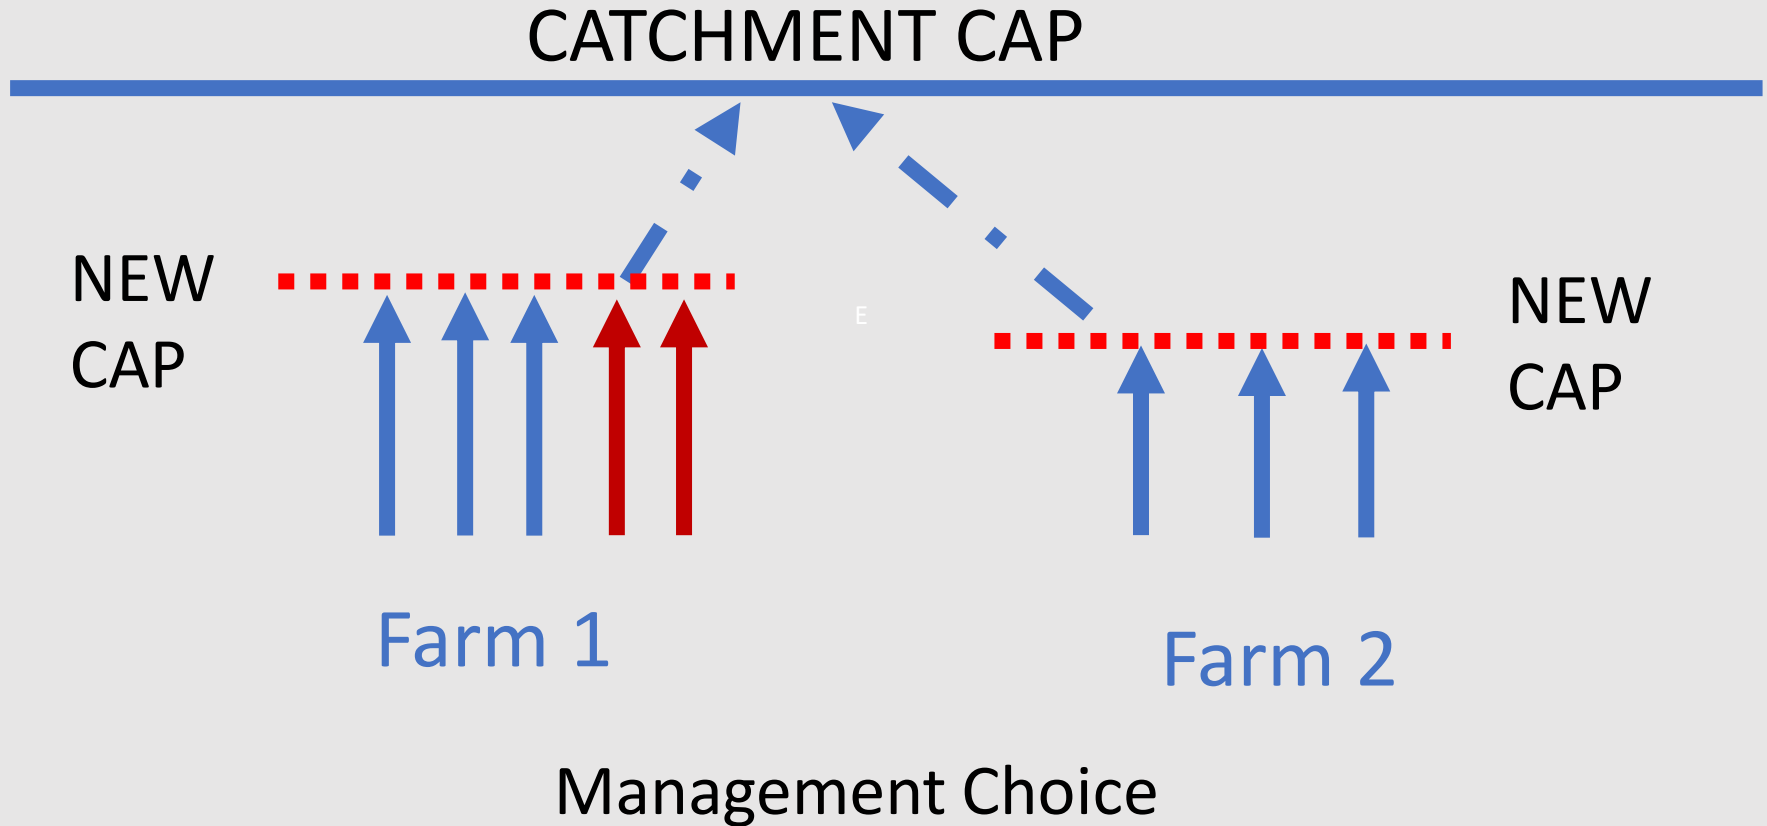 CATCHMENT CAP
NEW
CAP
E
NEW
CAP
Farm 1
Farm 2
Management Choice